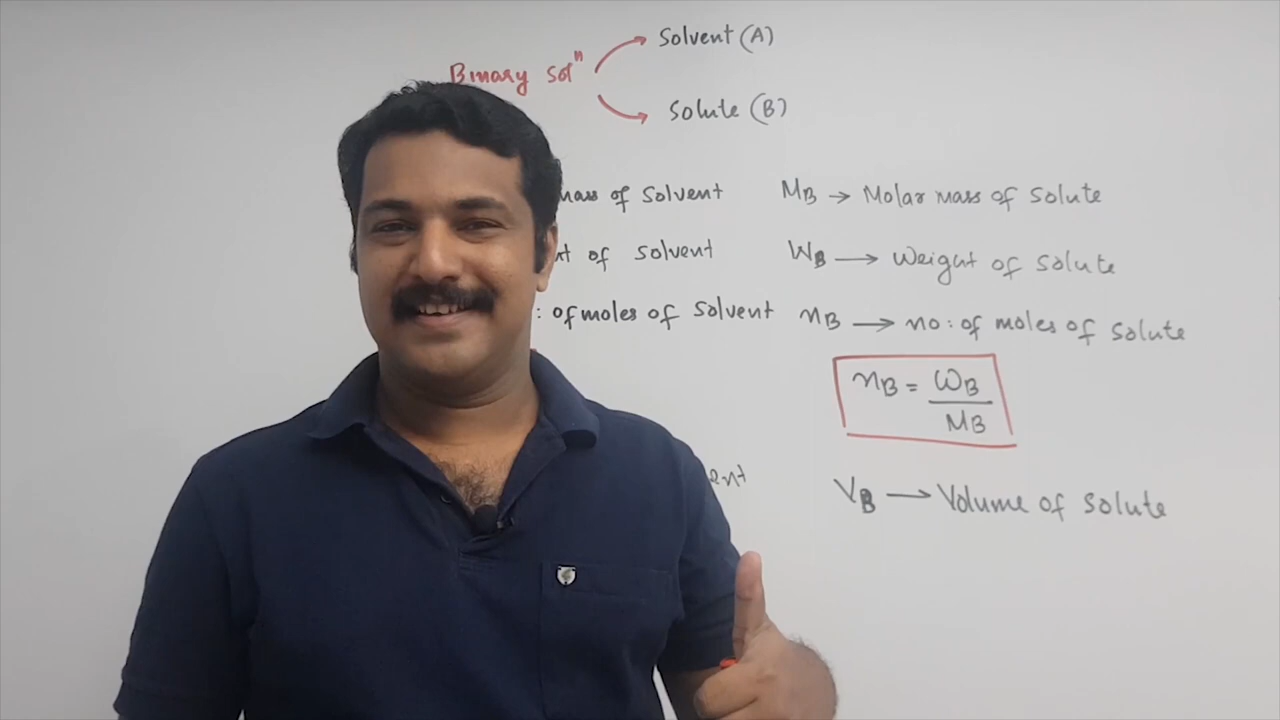 Binary solⁿ
Solvent (A)
Solute (B)
mass of Solvent
MB → Molar mass of Solute
of Solvent
WB → Weight of Solute
: of moles of Solvent
nB → no: of moles of Solute
nB = WB
MB
VB → Volume of Solute